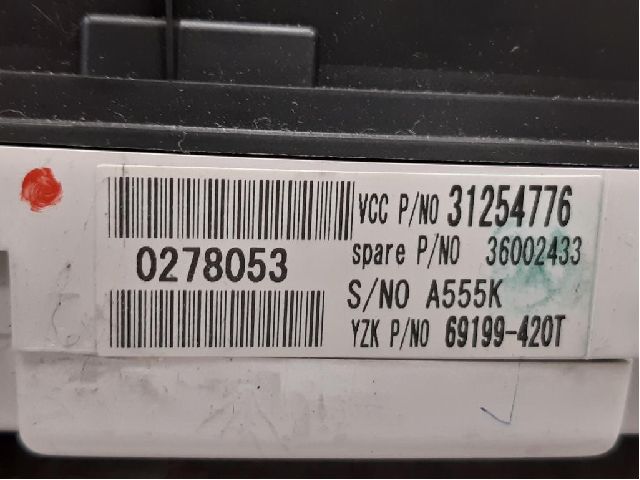 VCC P/NO 31254776
0278053
spare P/NO 36002433
S/NO A555K
YZK P/NO 69199-420T